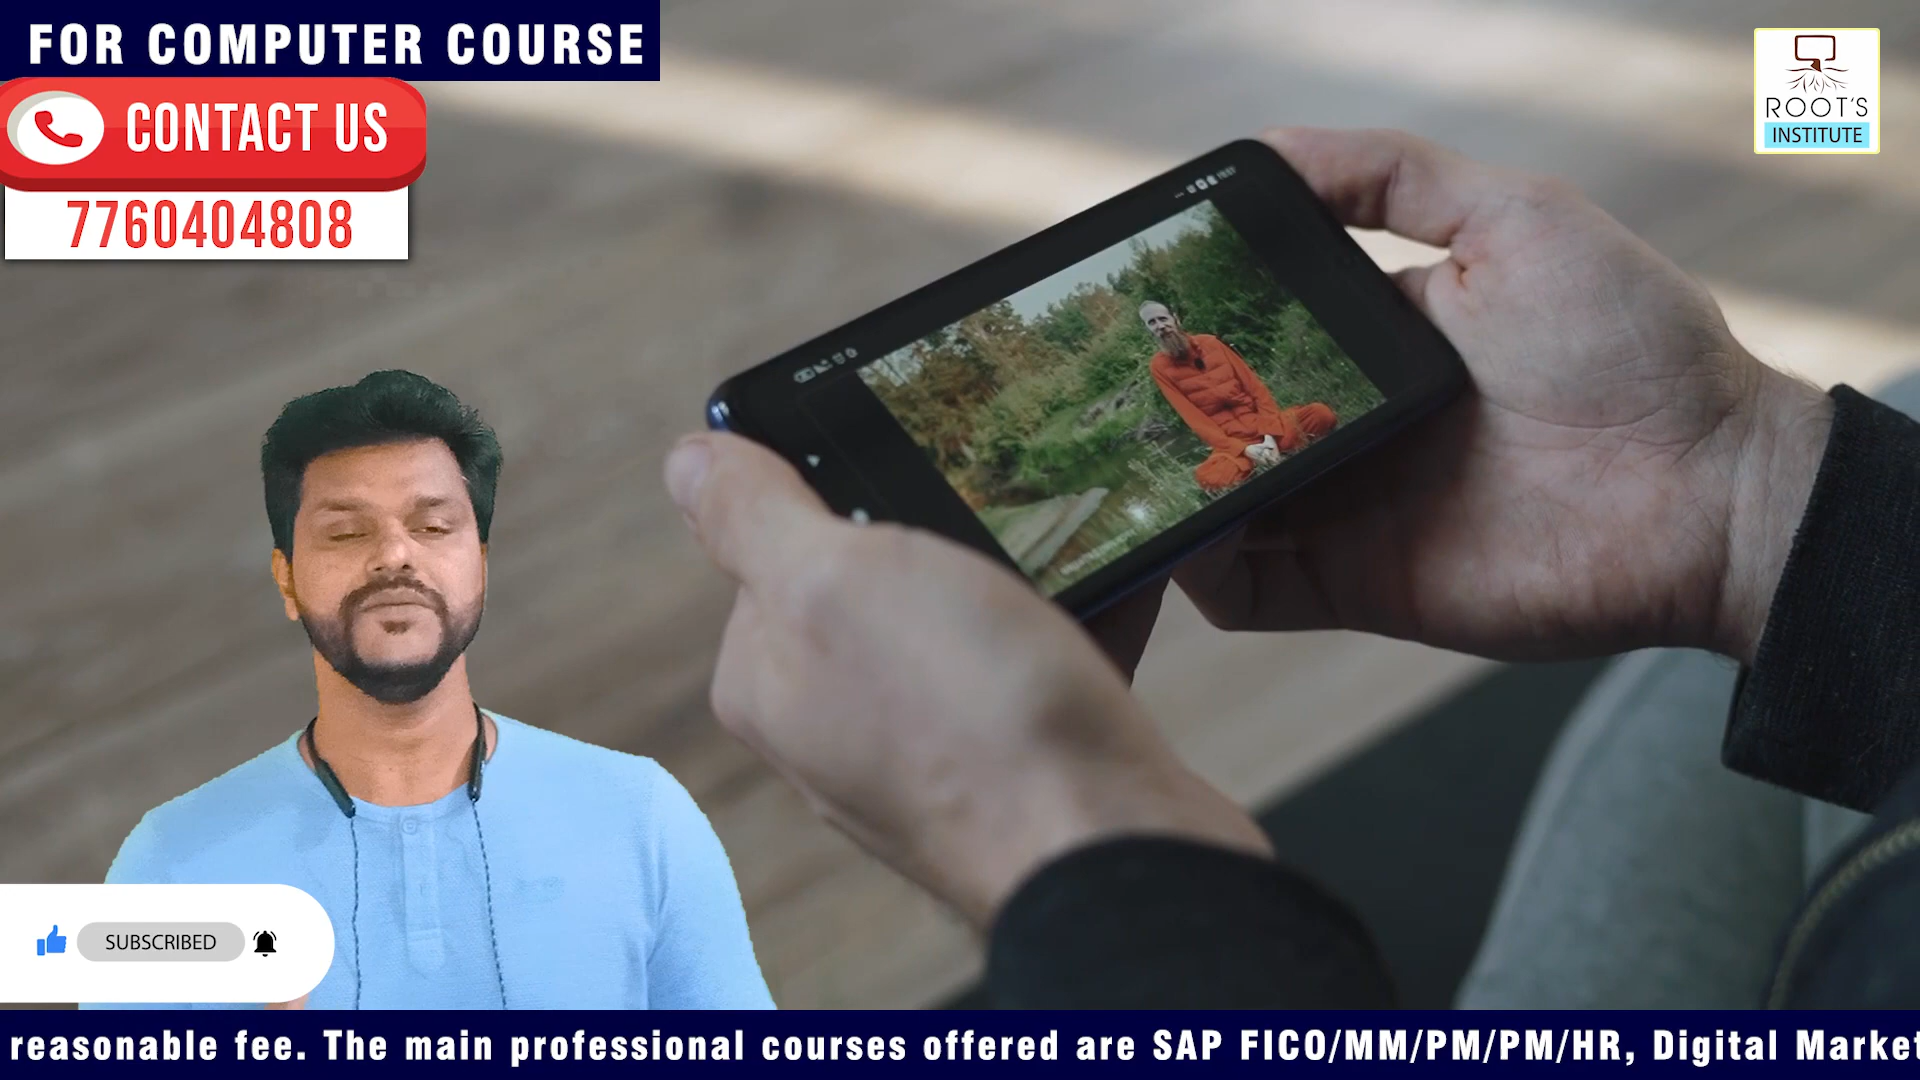 FOR COMPUTER COURSE
CONTACT US
7760404808
ROOT'S
INSTITUTE
SUBSCRIBED
reasonable fee. The main professional courses offered are SAP FICO/MM/PM/PM/HR, Digital Market